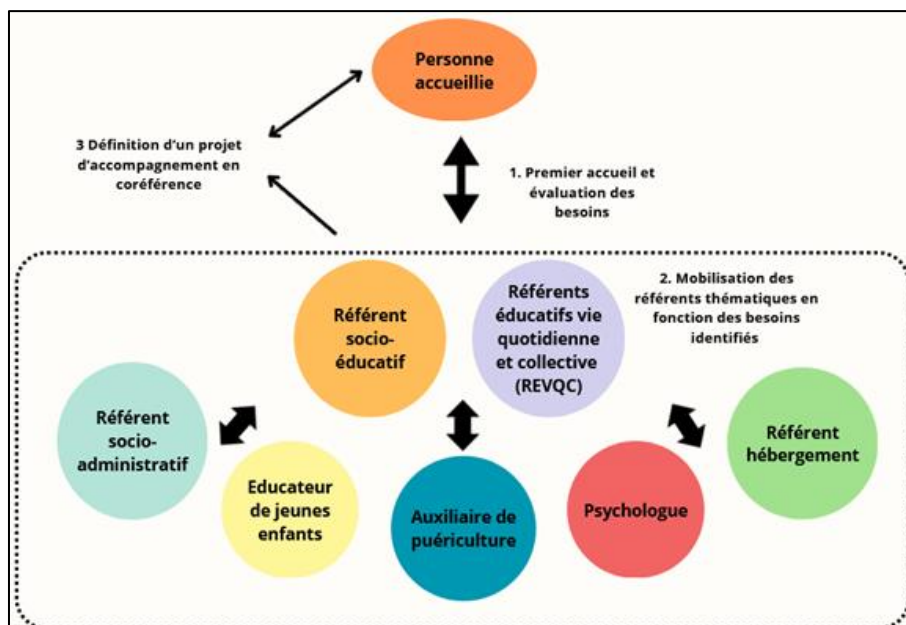 Personne
accueillie
3 Définition d'un projet
d'accompagnement en
coréférence
1. Premier accueil et
évaluation des
besoins
2. Mobilisation des
référents thématiques en
fonction des besoins
identifiés
Référent
socio-
éducatif
Référents
éducatifs vie
quotidienne
et collective
(REVQC)
Référent
socio-
administratif
Educateur
de jeunes
enfants
Auxiliaire de
puériculture
Psychologue
Référent
hébergement